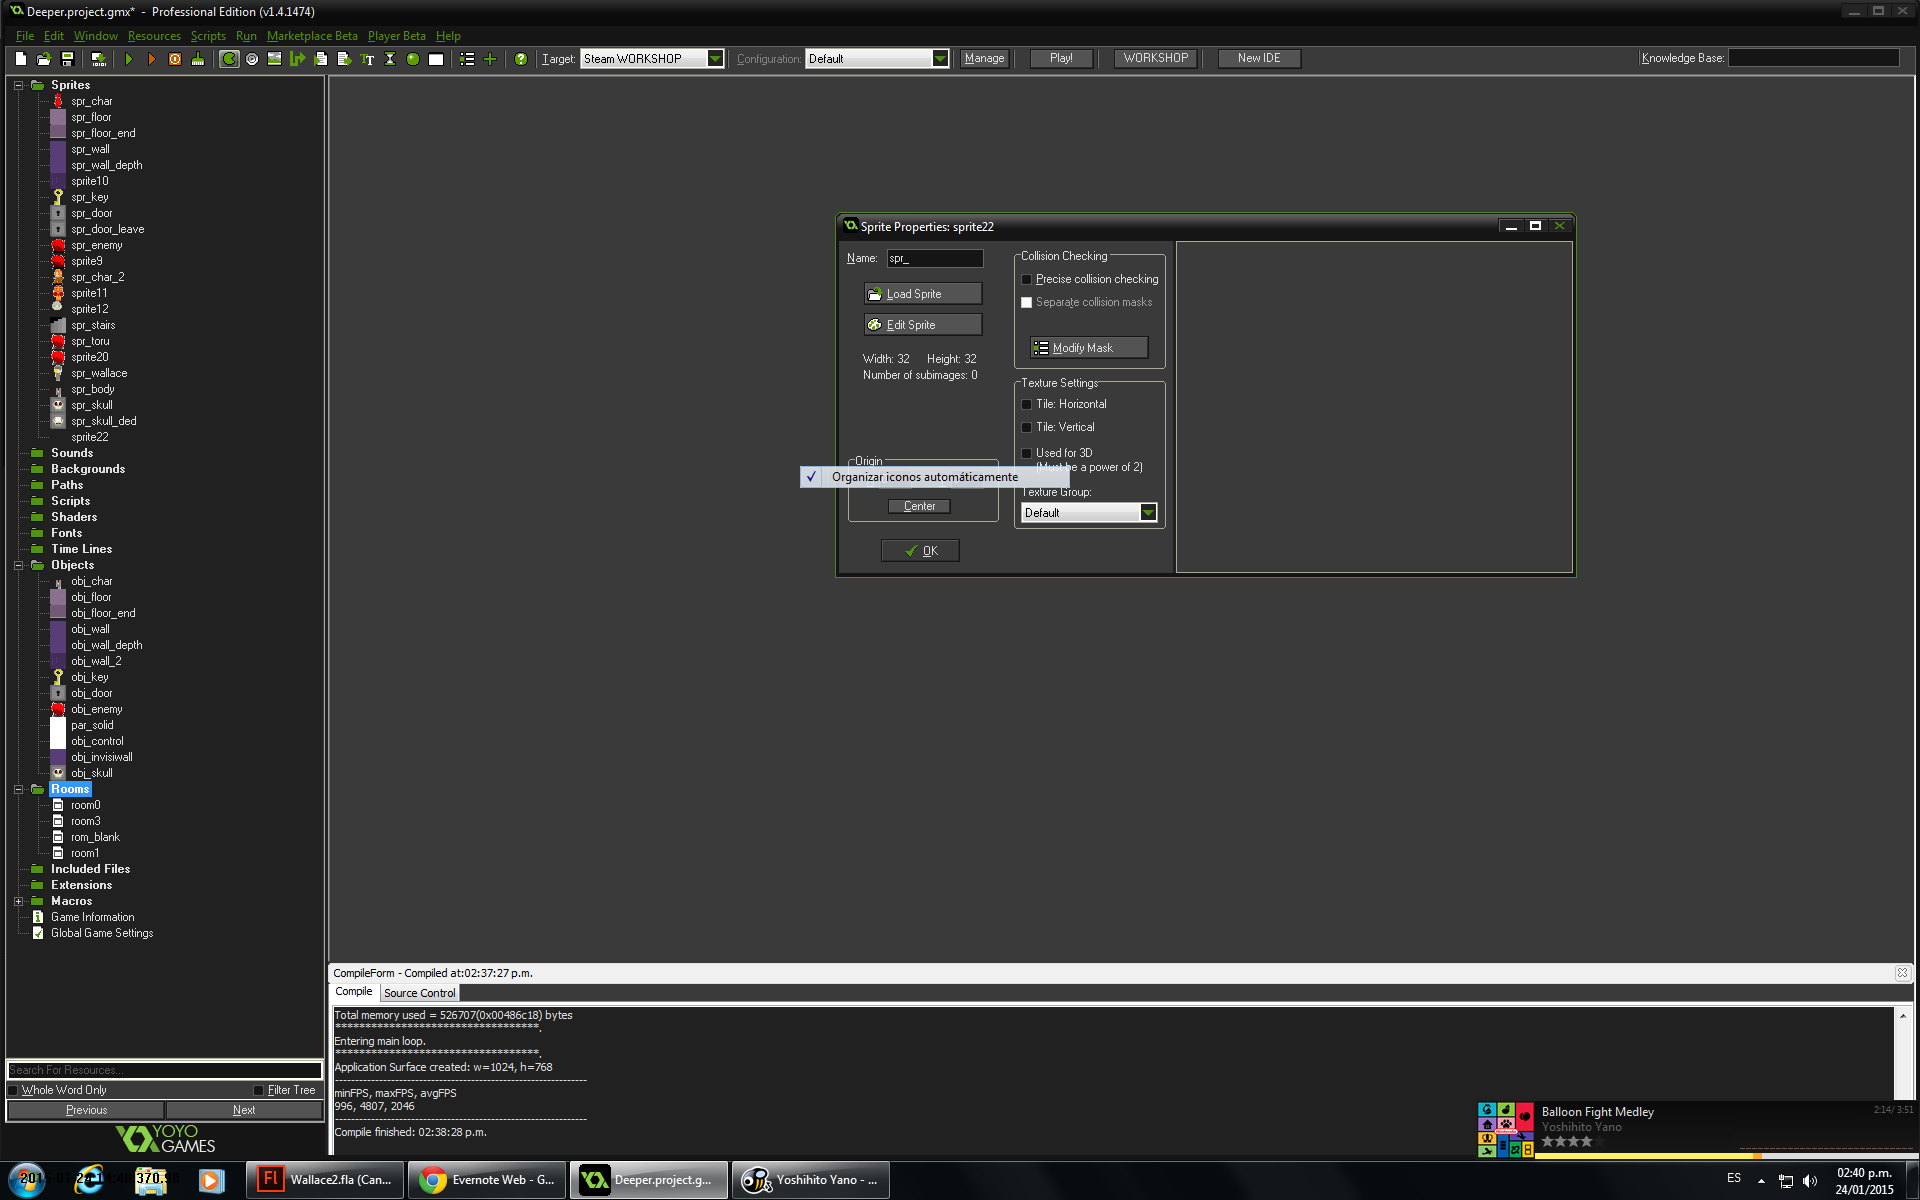 Deeper.project.gmx* - Professional Edition (v1.4.1474)
File Edit Window Resources Scripts Run Marketplace Beta Player Beta Help
Target: Steam WORKSHOP Configuration: Default Manage Play! WORKSHOP New IDE Knowledge Base:
Sprites
spr_char
spr_floor
spr_floor_end
spr_wall
spr_wall_depth
sprite10
spr_key
spr_door
spr_door_leave
spr_enemy
sprite9
spr_char_2
sprite11
sprite12
spr_stairs
spr_toru
sprite20
spr_wallace
spr_body
spr_skull
spr_skull_ded
sprite22
Sounds
Backgrounds
Paths
Scripts
Shaders
Fonts
Time Lines
Objects
obj_char
obj_floor
obj_floor_end
obj_wall
obj_wall_depth
obj_wall_2
obj_key
obj_door
obj_enemy
par_solid
obj_control
obj_invisiwall
obj_skull
Rooms
room0
room3
rom_blank
room1
Included Files
Extensions
Macros
Game Information
Global Game Settings
Search For Resources...
Whole Word Only Filter Tree
Previous Next
YOYO
GAMES
Sprite Properties: sprite22
Name: spr_
Load Sprite
Edit Sprite
Width: 32 Height: 32
Number of subimages: 0
Origin
Center
OK
Collision Checking
Precise collision checking
Separate collision masks
Modify Mask
Texture Settings
Tile: Horizontal
Tile: Vertical
Used for 3D
(Must be a power of 2)
Organizar iconos automáticamente
Texture Group:
Default
CompileForm - Compiled at:02:37:27 p.m.
Compile Source Control
Total memory used = 526707(0x00486c18) bytes
**********************************.
Entering main loop.
**********************************.
Application Surface created: w=1024, h=768
minFPS, maxFPS, avgFPS
996, 4807, 2046
Compile finished: 02:38:28 p.m.
Balloon Fight Medley 2:14/ 3:51
Yoshihito Yano
Fl Wallace2.fla (Can...
Evernote Web - G...
Deeper.project.g...
Yoshihito Yano - ...
ES
02:40 p.m.
24/01/2015